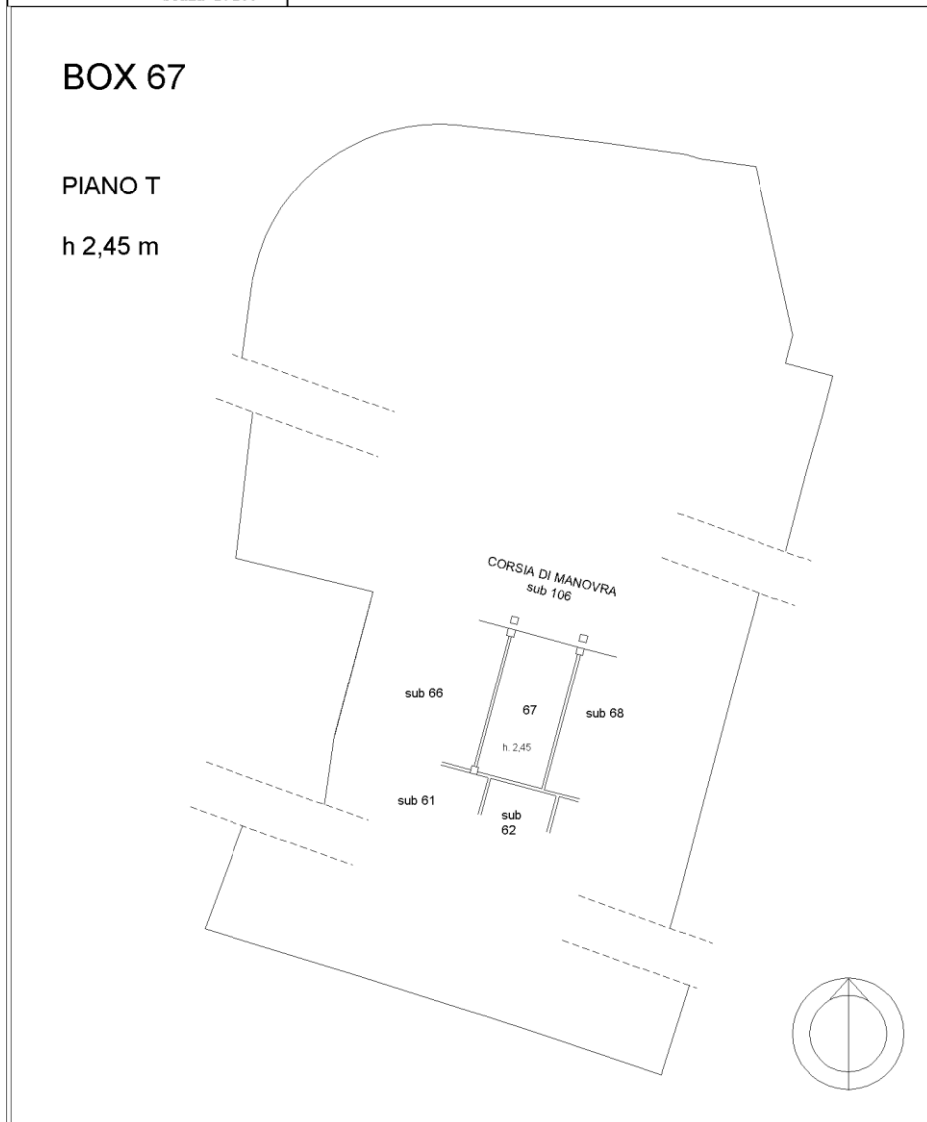 BOX 67
PIANO T
h 2,45 m
CORSIA DI MANOVRA
sub 106
sub 66
67
sub 68
h. 2,45
sub 61
sub
62